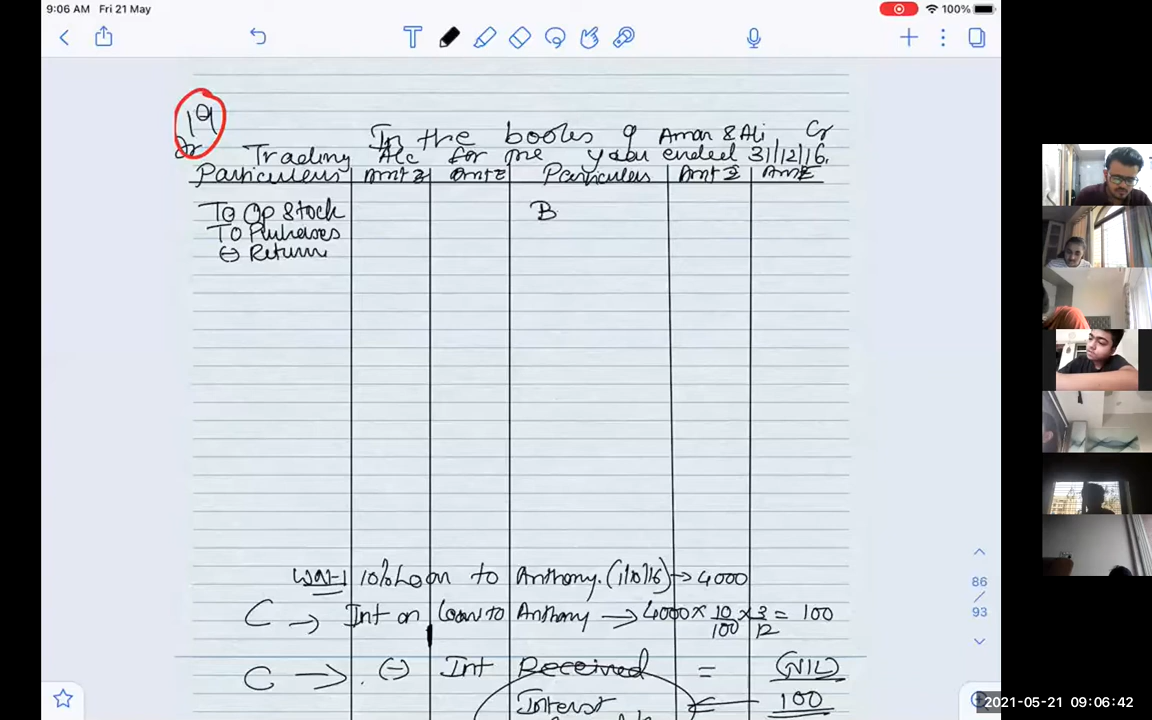 9:06 AM Fri 21 May
100%
19
In the books of Aman & Ali
Dr Cr
Trading A/c for the year ended 31/12/16.
Particulars Amt ₹ Amt ₹ Particulars Amt ₹ Amt ₹
To Op Stock B
To Purchases
(-) Return
WN-1 10% Loan to Anthony. (1/10/16) → 4000
C → Int on loan to Anthony → 4000 × 10/100 × 3/12 = 100
C → (-) Int Received = (NIL)
Interest 100
86
/
93
2021-05-21 09:06:42